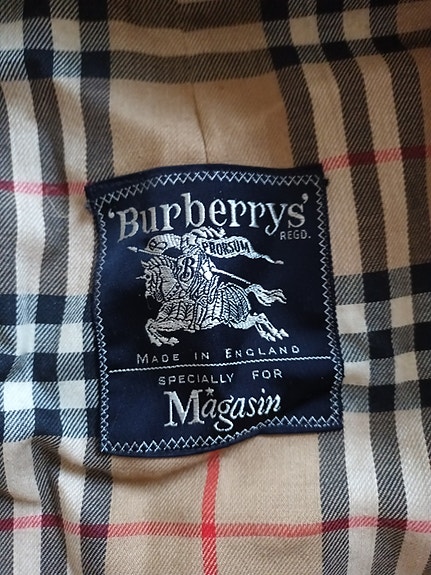 'Burberrys'
REGD.
PRORSUM
B
MADE IN ENGLAND
SPECIALLY FOR
Magasin